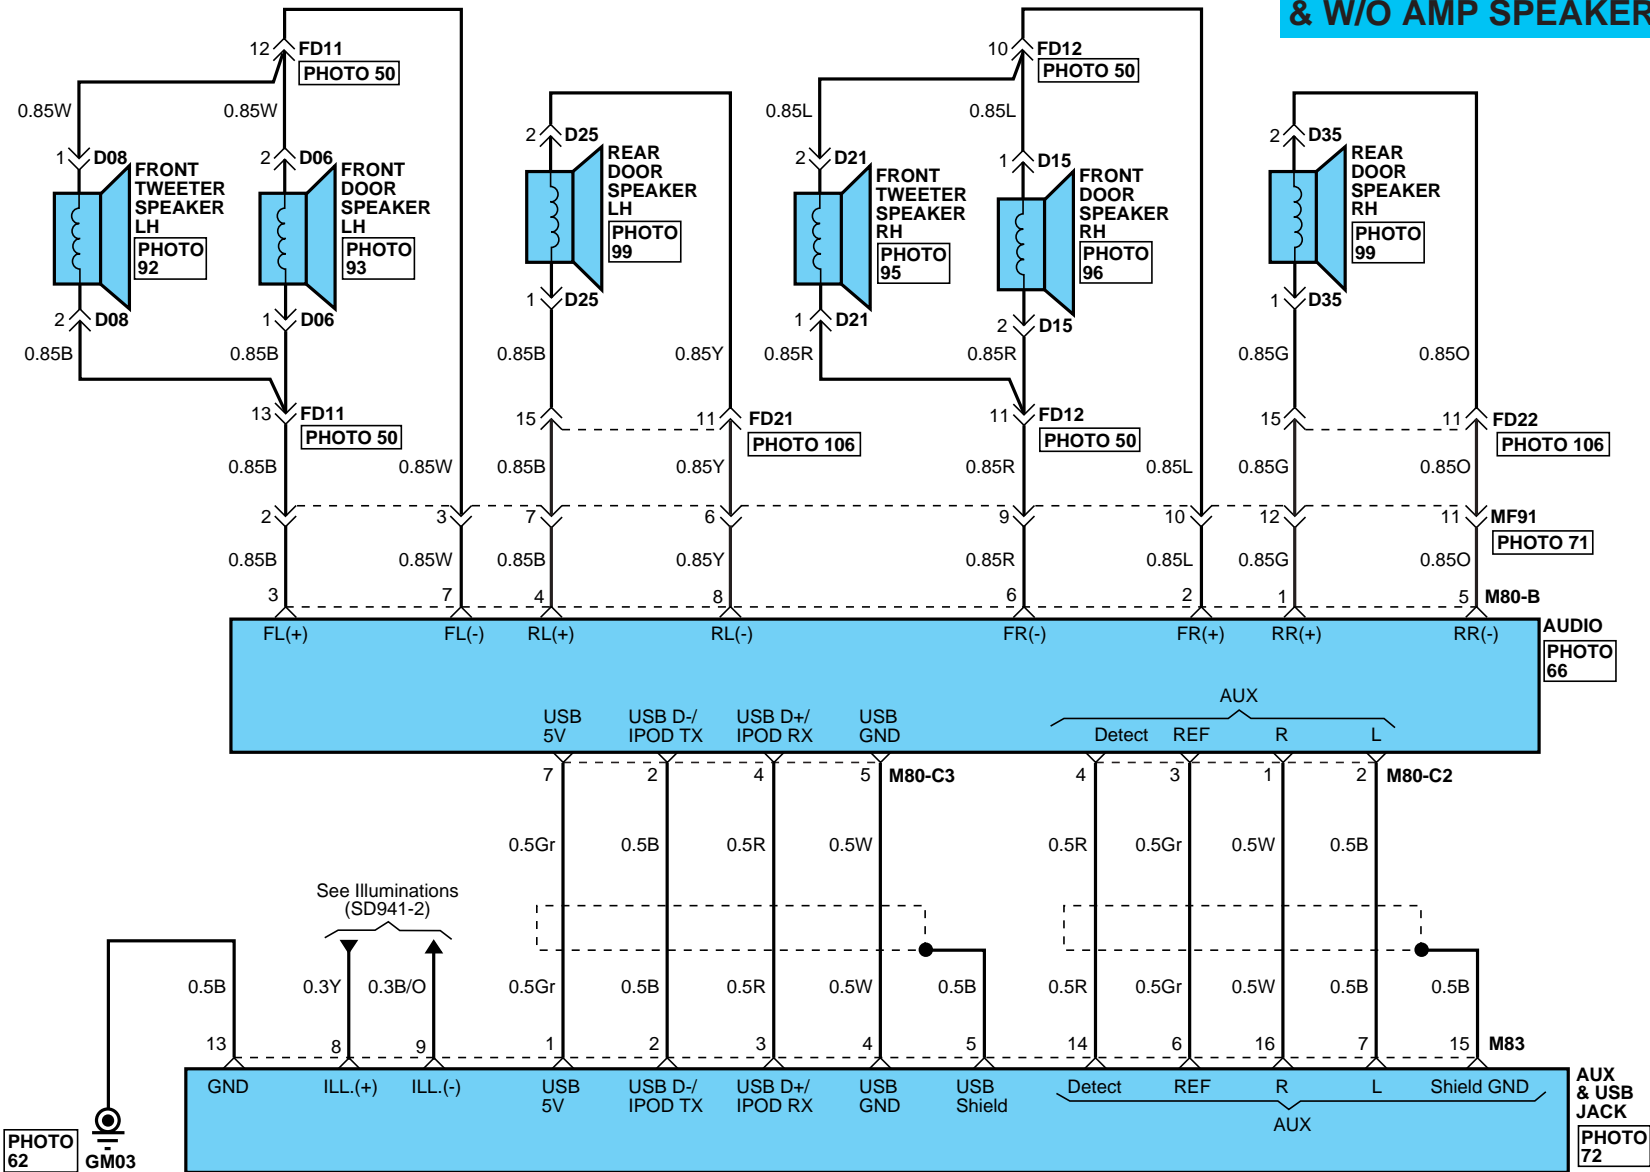 & W/O AMP SPEAKER
12 FD11
PHOTO 50
10 FD12
PHOTO 50
0.85W 0.85W 0.85L 0.85L
2 D25
2 D35
1 D08
2 D06
2 D21
1 D15
FRONT
TWEETER
SPEAKER
LH
PHOTO
92
FRONT
DOOR
SPEAKER
LH
PHOTO
93
REAR
DOOR
SPEAKER
LH
PHOTO
99
FRONT
TWEETER
SPEAKER
RH
PHOTO
95
FRONT
DOOR
SPEAKER
RH
PHOTO
96
REAR
DOOR
SPEAKER
RH
PHOTO
99
2 D08
1 D06
1 D25
1 D21
2 D15
1 D35
0.85B 0.85B 0.85B 0.85Y 0.85R 0.85R 0.85G 0.85O
13 FD11
PHOTO 50
15 11 FD21
PHOTO 106
11 FD12
PHOTO 50
15 11 FD22
PHOTO 106
0.85B 0.85W 0.85B 0.85Y 0.85R 0.85L 0.85G 0.85O
2 3 7 6 9 10 12 11 MF91
PHOTO 71
0.85B 0.85W 0.85B 0.85Y 0.85R 0.85L 0.85G 0.85O
3 7 4 8 6 2 1 5 M80-B
FL(+) FL(-) RL(+) RL(-) FR(-) FR(+) RR(+) RR(-)
AUDIO
PHOTO
66
AUX
USB
5V
USB D-/
IPOD TX
USB D+/
IPOD RX
USB
GND
Detect REF R L
7 2 4 5 M80-C3
4 3 1 2 M80-C2
0.5Gr 0.5B 0.5R 0.5W 0.5R 0.5Gr 0.5W 0.5B
See Illuminations
(SD941-2)
0.5B 0.3Y 0.3B/O 0.5Gr 0.5B 0.5R 0.5W 0.5B 0.5R 0.5Gr 0.5W 0.5B 0.5B
13 8 9 1 2 3 4 5 14 6 16 7 15 M83
GND ILL.(+) ILL.(-)
USB
5V
USB D-/
IPOD TX
USB D+/
IPOD RX
USB
GND
USB
Shield
Detect REF R L Shield GND
AUX
AUX
& USB
JACK
PHOTO
72
PHOTO
62
GM03